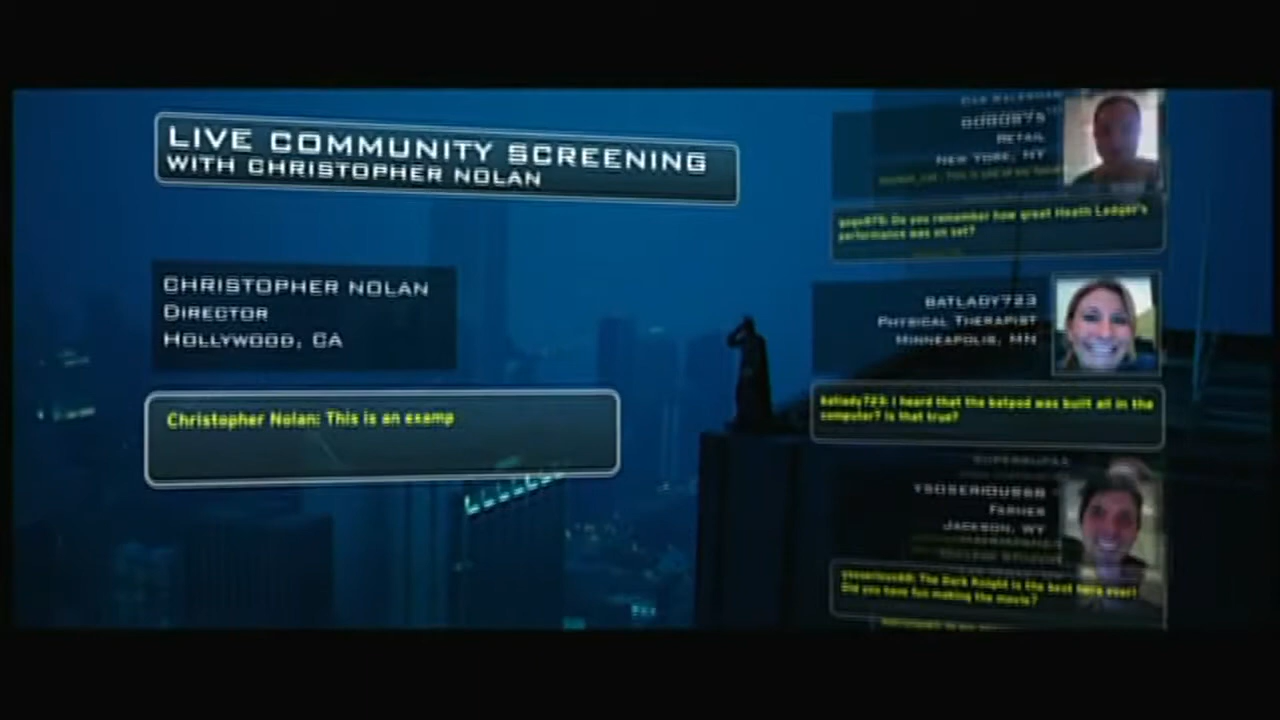 LIVE COMMUNITY SCREENING
WITH CHRISTOPHER NOLAN
CHRISTOPHER NOLAN
DIRECTOR
HOLLYWOOD, CA
Christopher Nolan: This is an examp
RETAIL
NEW YORK, NY
Do you remember how great Heath Ledger's
performance was on set?
BATLADY723
PHYSICAL THERAPIST
MINNEAPOLIS, MN
Batlady723: I heard that the batpod was built all in the
computer? Is that true?
YSOSERIOUS68
FARMER
JACKSON, WY
ysoserious68: The Dark Knight is the best ever!
Did you have fun making the movie?